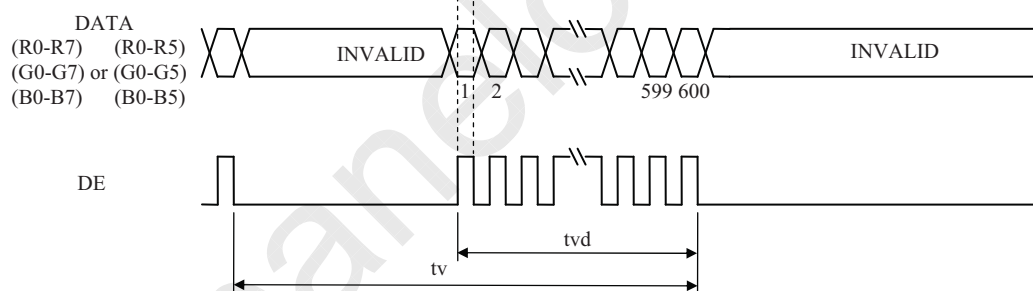 DATA
(R0-R7) (R0-R5)
(G0-G7) or (G0-G5)
(B0-B7) (B0-B5)
INVALID
INVALID
1 2 599 600
DE
tvd
tv